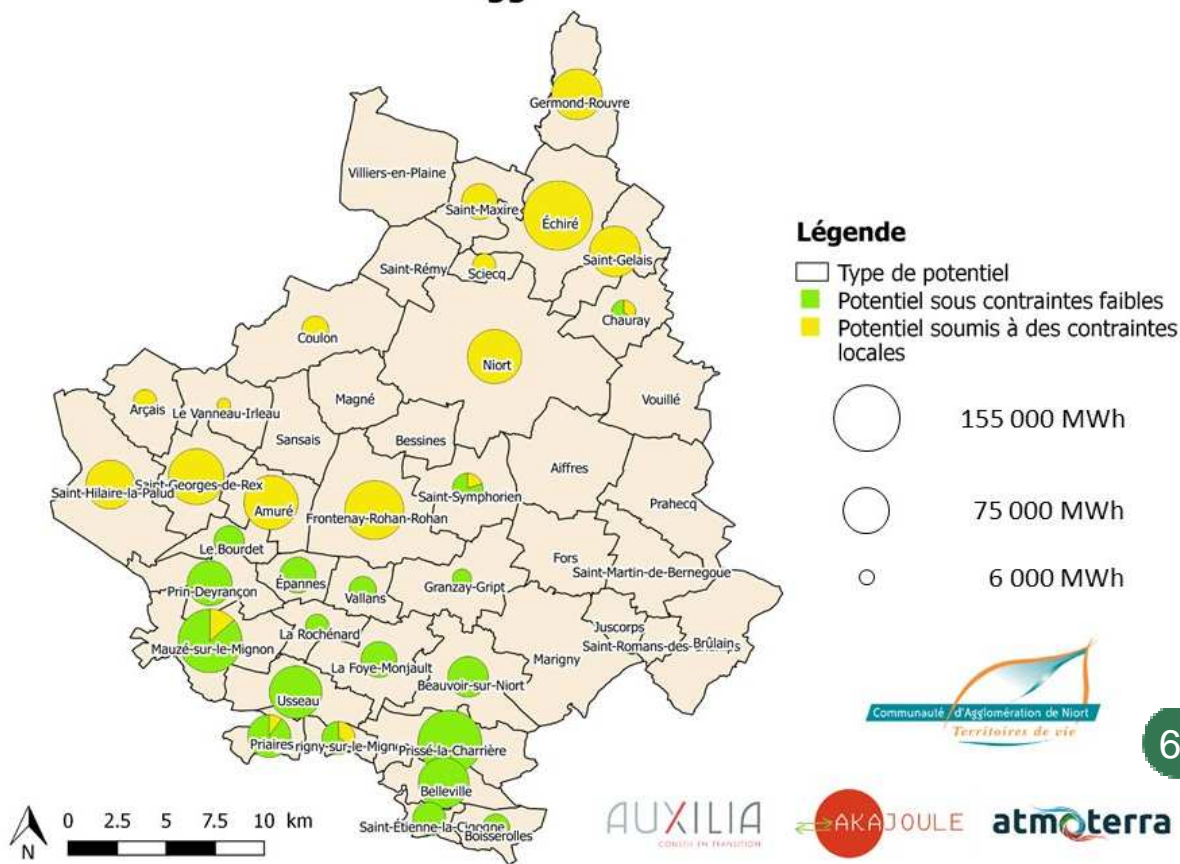 Germond-Rouvre
Villiers-en-Plaine
Saint-Maxire
Échiré
Saint-Gelais
Saint-Rémy
Sciecq
Chauray
Coulon
Niort
Magné
Vouillé
Arçais
Le Vanneau-Irleau
Sansais
Bessines
Aiffres
Saint-Hilaire-la-Palud
Saint-Georges-de-Rex
Amuré
Frontenay-Rohan-Rohan
Saint-Symphorien
Prahecq
Le Bourdet
Fors
Saint-Martin-de-Bernegoue
Prin-Deyrançon
Épannes
Vallans
Granzay-Gript
La Rochénard
Juscorps
Mauzé-sur-le-Mignon
La Foye-Monjault
Marigny
Saint-Romans-des-
Brûlain
Beauvoir-sur-Niort
Usseau
Priaires
Prissé-la-Charrière
Belleville
Saint-Étienne-la-Cigogne
Boisserolles
Légende
Type de potentiel
Potentiel sous contraintes faibles
Potentiel soumis à des contraintes
locales
155 000 MWh
75 000 MWh
6 000 MWh
Communauté d'Agglomération de Niort
Territoires de vie
6
N
0 2.5 5 7.5 10 km
AUXILIA
CONSEIL EN TRANSITION
AKAJOULE
atmoterra